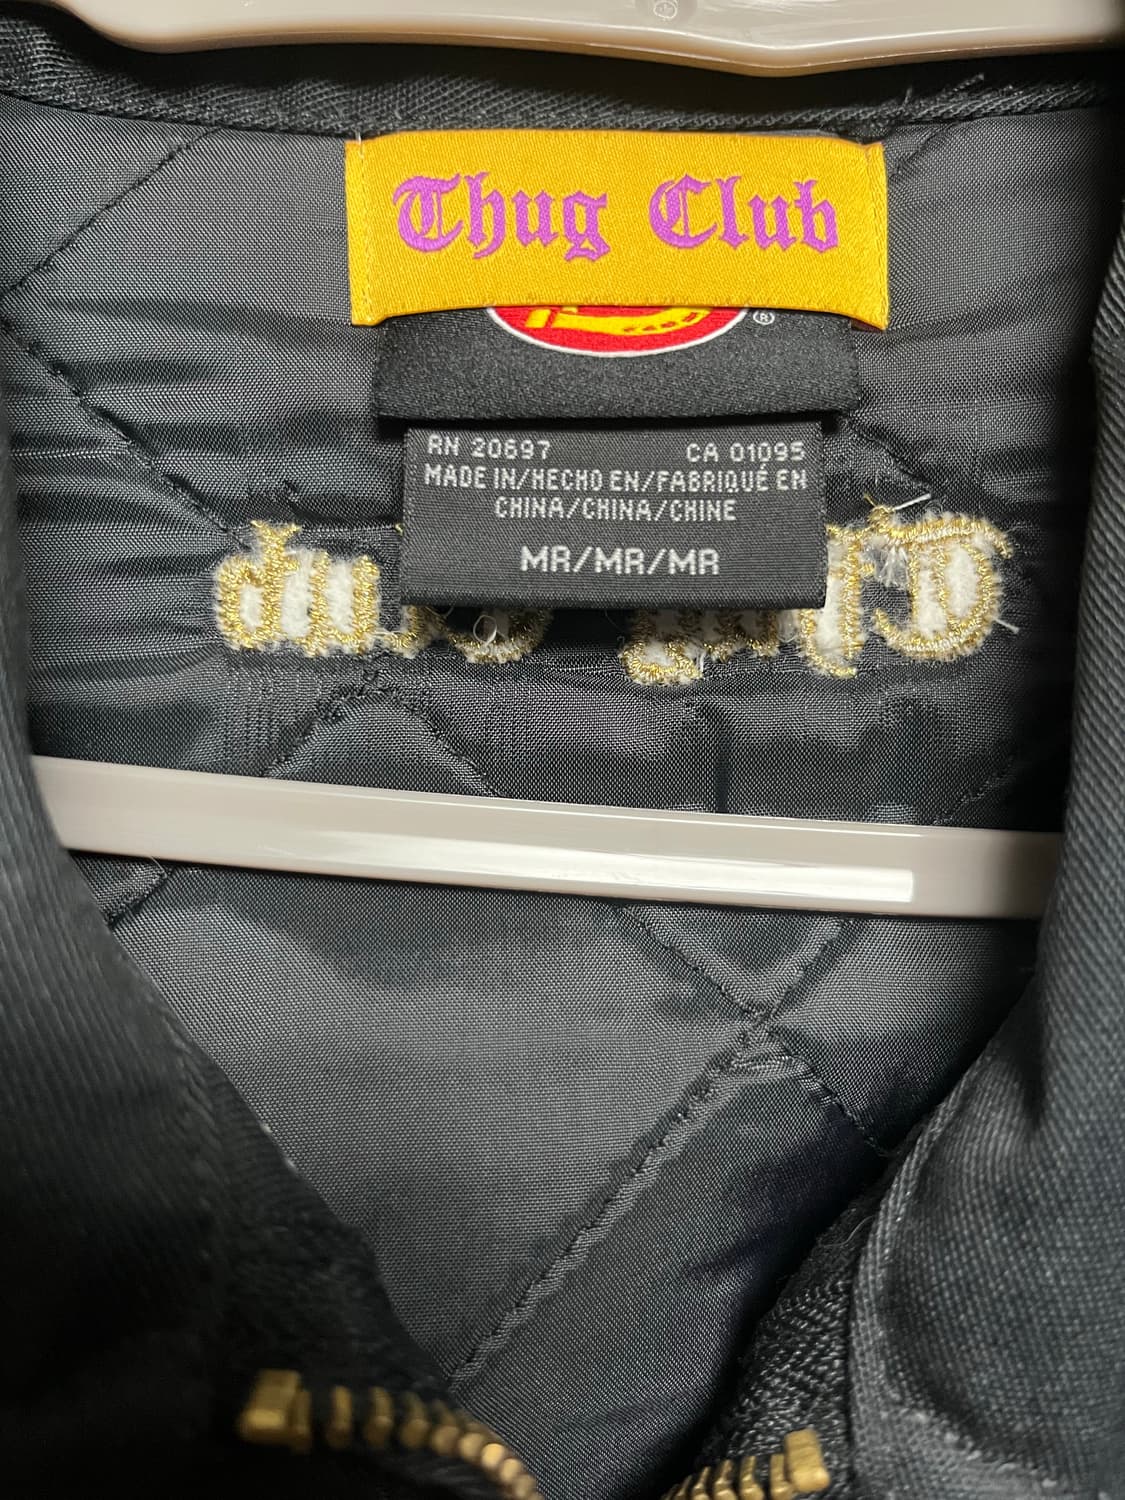 Thug Club
®
RN 20697 CA 01095
MADE IN/HECHO EN/FABRIQUÉ EN
CHINA/CHINA/CHINE
MR/MR/MR